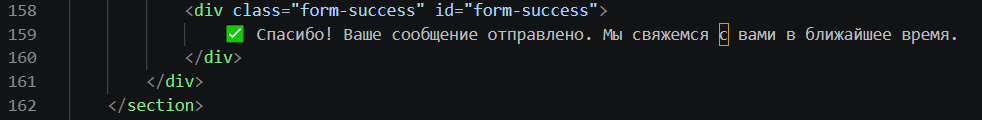 158 <div class="form-success" id="form-success">
159 ✅ Спасибо! Ваше сообщение отправлено. Мы свяжемся с вами в ближайшее время.
160 </div>
161 </div>
162 </section>